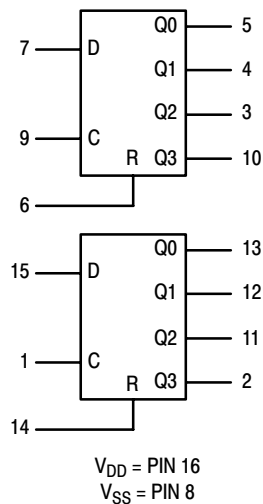 Q0 5
7 D
Q1 4
Q2 3
9 C
R Q3 10
6
Q0 13
15 D
Q1 12
Q2 11
1 C
R Q3 2
14
VDD = PIN 16
VSS = PIN 8